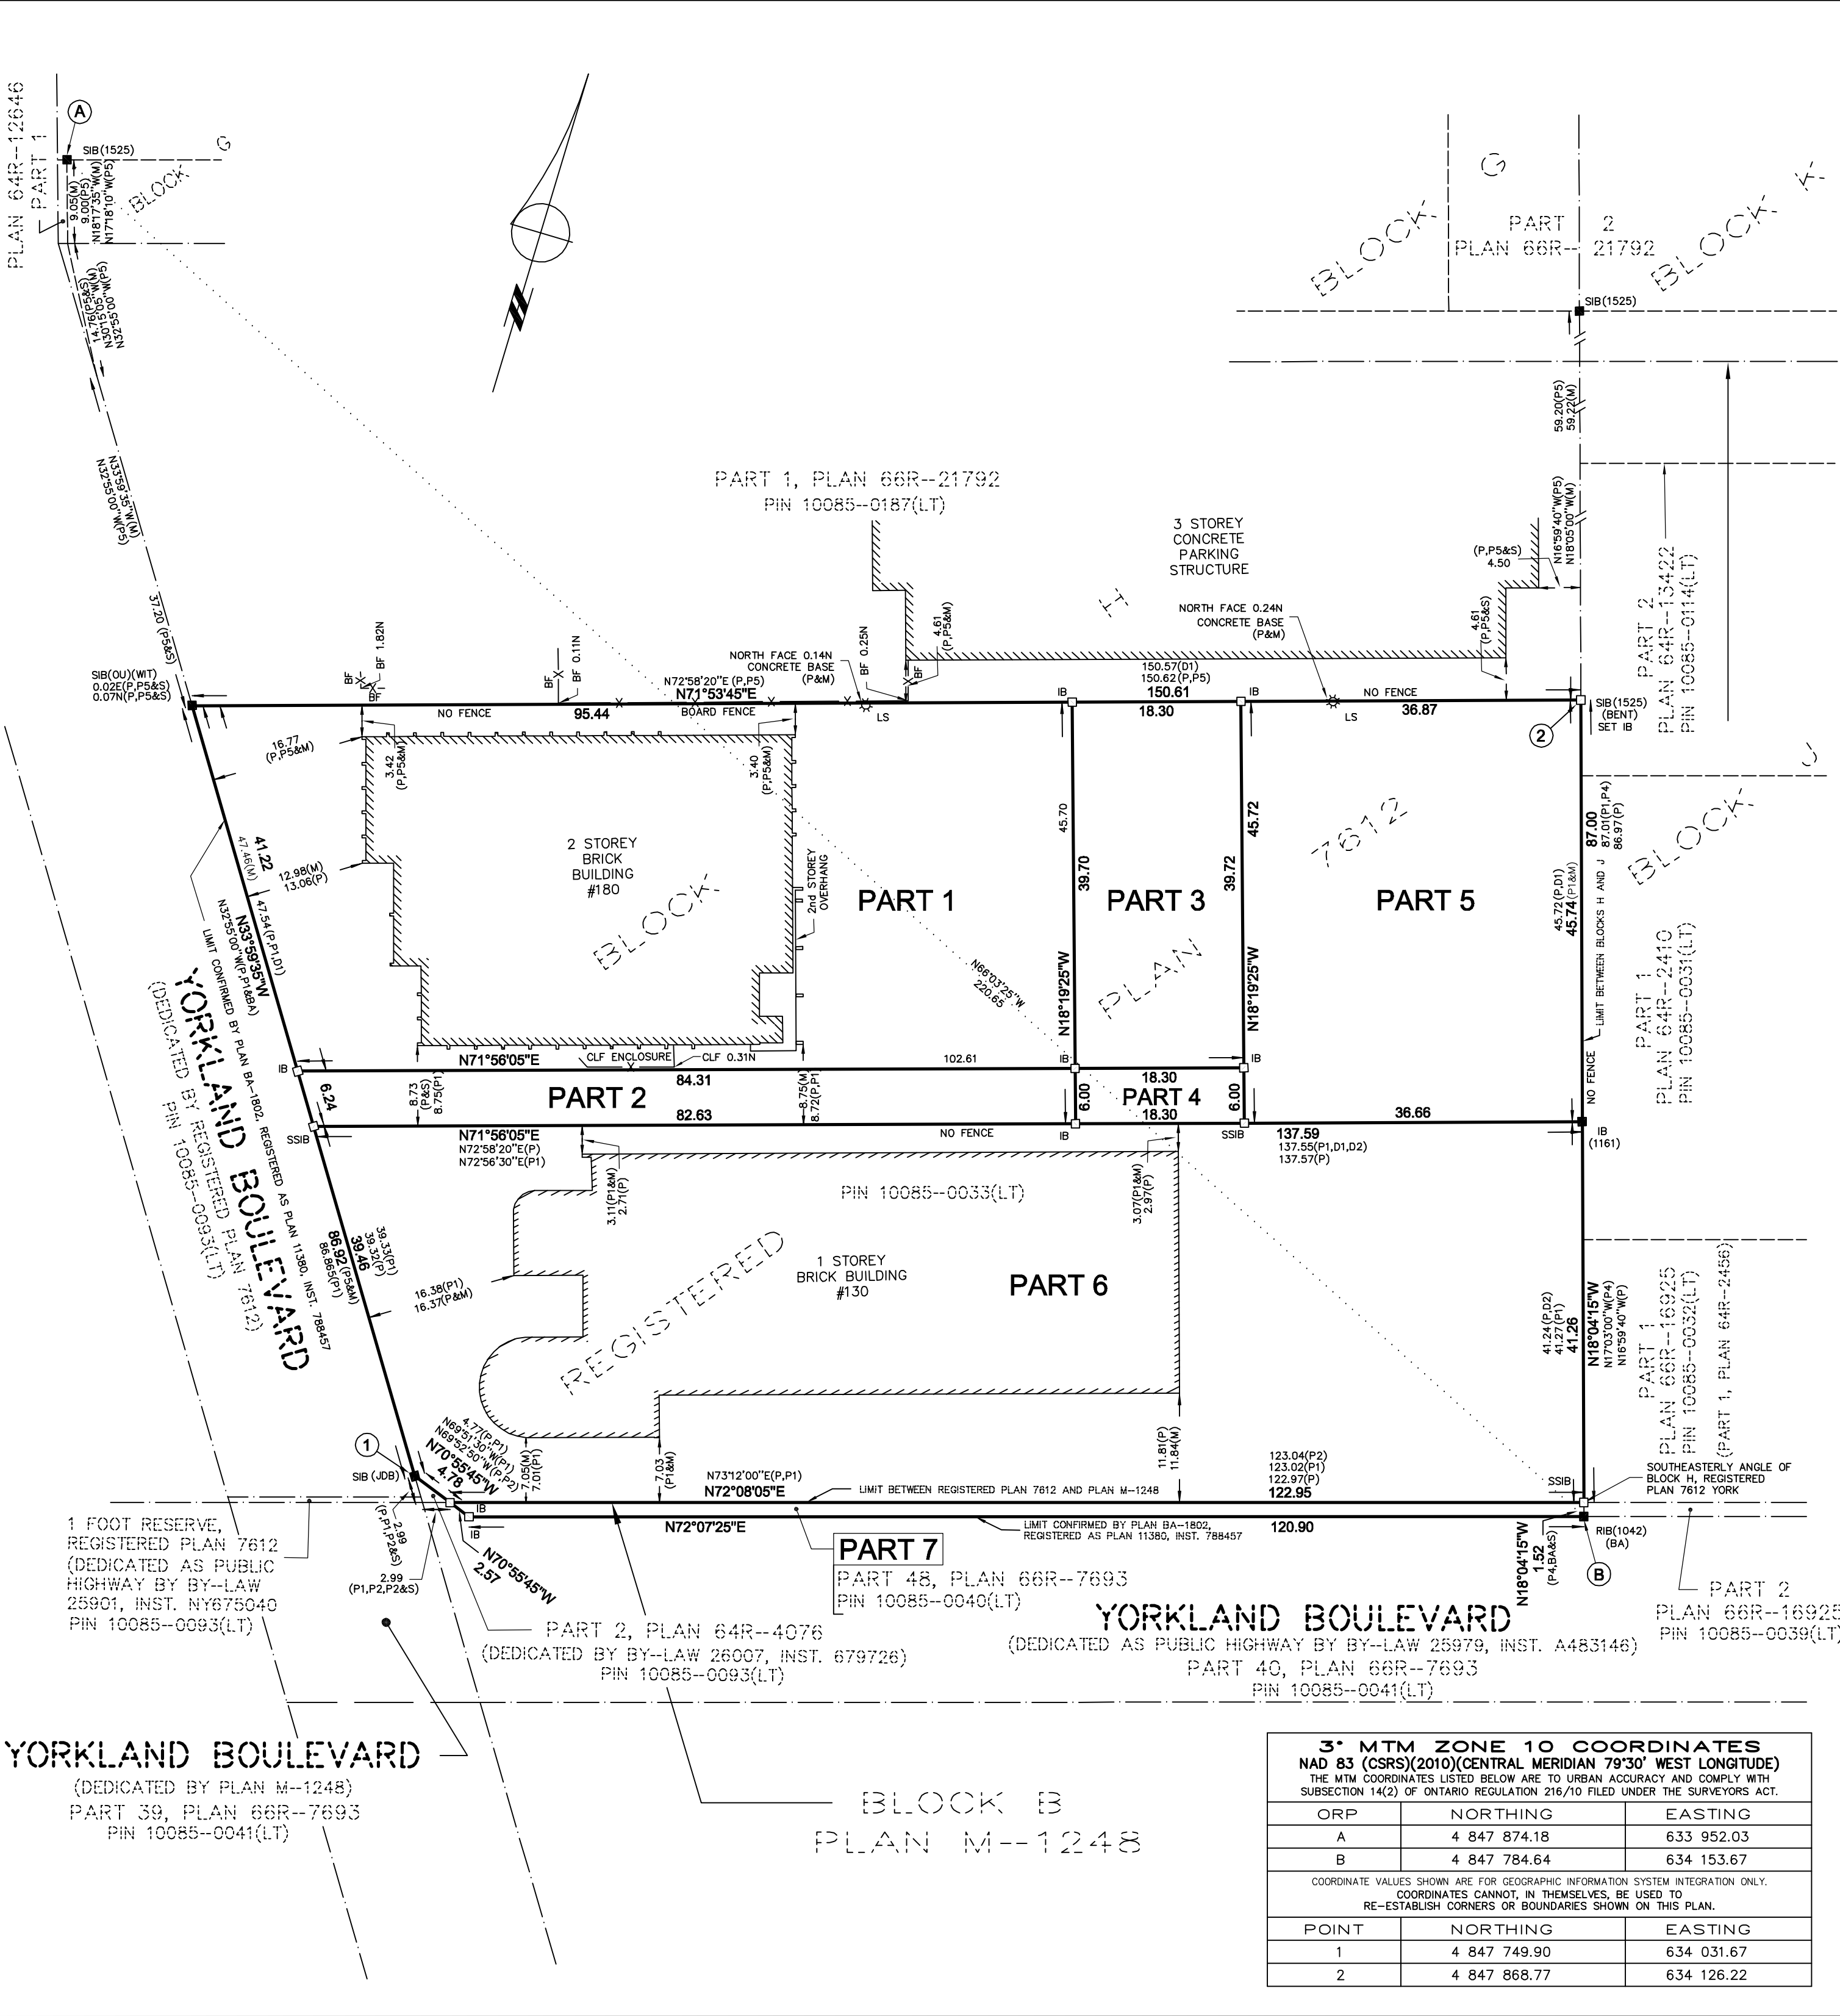 PLAN 64R--12646
PART 1
A
SIB(1525)
BLOCK G
9.05(M)
9.00(P5)
N18°17'35"W(M)
N17°18'10"W(P5)
14.76(P5&S)
N30°15'05"W(M)
N32°55'00"W(P5)
N33°59'35"W(M)
N32°55'00"W(P5)
37.20 (P5&S)
BLOCK G
PART 2
PLAN 66R--21792
BLOCK K
SIB(1525)
59.20(P5)
59.22(M)
N16°59'40"W(P5)
N18°05'00"W(M)
PART 2
PLAN 64R--13422
PIN 10085--0114(LT)
PART 1, PLAN 66R--21792
PIN 10085--0187(LT)
3 STOREY
CONCRETE
PARKING
STRUCTURE
H
(P,P5&S)
4.50
NORTH FACE 0.24N
CONCRETE BASE
(P&M)
4.61
(P,P5&M)
4.61
(P,P5&S)
SIB(OU)(WIT)
0.02E(P,P5&S)
0.07N(P,P5&S)
BF
BF 1.82N
BF
BF 0.11N
NORTH FACE 0.14N
CONCRETE BASE
(P&M)
BF 0.25N
BF
N72°58'20"E (P,P5)
N71°53'45"E
150.57(D1)
150.62(P,P5)
150.61
NO FENCE
95.44
BOARD FENCE
LS
IB
18.30
IB
LS
NO FENCE
36.87
SIB(1525)
(BENT)
SET IB
2
16.77
(P,P5&M)
3.42
(P,P5&M)
3.40
(P,P5&M)
2 STOREY
BRICK
BUILDING
#180
2nd STOREY
OVERHANG
BLOCK
12.98(M)
13.06(P)
41.22
47.46(M)
47.54(P,P1,D1)
N33°59'35"W
N32°55'00"W(P,P1&BA)
LIMIT CONFIRMED BY PLAN BA--1802, REGISTERED AS PLAN 11380, INST. 788457
PART 1
PART 3
PART 5
PLAN
7612
45.70
39.70
N18°19'25"W
45.72
39.72
N18°19'25"W
N66°03'25"W
220.65
87.00
87.01(P1,P4)
86.97(P)
45.72(P,D1)
45.74(P1&M)
LIMIT BETWEEN BLOCKS H AND J
NO FENCE
BLOCK J
PART 1
PLAN 64R--2410
PIN 10085--0031(LT)
YORKLAND BOULEVARD
(DEDICATED BY REGISTERED PLAN 7612)
PIN 10085--0093(LT)
IB
N71°56'05"E
CLF ENCLOSURE
CLF 0.31N
84.31
102.61
IB
18.30
IB
6.24
8.73
(P&S)
8.75(P1)
PART 2
8.75(M)
8.72(P,P1)
6.00
PART 4
18.30
6.00
SSIB
82.63
N71°56'05"E
N72°58'20"E(P)
N72°56'30"E(P1)
NO FENCE
IB
SSIB
36.66
137.59
137.55(P1,D1,D2)
137.57(P)
IB
(1161)
3.11(P1&M)
2.71(P)
3.07(P1&M)
2.97(P)
PIN 10085--0033(LT)
1 STOREY
BRICK BUILDING
#130
REGISTERED
PART 6
39.33(P1)
39.32(P)
39.46
86.92(P5&M)
86.865(P1)
16.38(P1)
16.37(P&M)
41.24(P,D2)
41.27(P1)
41.26
N18°04'15"W
N17°03'00"W(P4)
N16°59'40"W(P)
PART 1
PLAN 66R--16925
PIN 10085--0032(LT)
(PART 1, PLAN 64R--2456)
1
SIB (JDB)
4.77(P,P1)
N69°51'30"W(P1)
N69°52'50"W(P,P2)
N70°55'45"W
4.78
7.05(M)
7.01(P1)
7.03
(P1&M)
11.81(P)
11.84(M)
N73°12'00"E(P,P1)
N72°08'05"E
LIMIT BETWEEN REGISTERED PLAN 7612 AND PLAN M--1248
123.04(P2)
123.02(P1)
122.97(P)
122.95
SSIB
SOUTHEASTERLY ANGLE OF
BLOCK H, REGISTERED
PLAN 7612 YORK
IB
IB
N72°07'25"E
LIMIT CONFIRMED BY PLAN BA--1802,
REGISTERED AS PLAN 11380, INST. 788457
120.90
RIB(1042)
(BA)
B
N18°04'15"W
1.52
(P4,BA&S)
2.99
(P,P1,P2&S)
2.99
(P1,P2,P2&S)
N70°55'45"W
2.57
1 FOOT RESERVE,
REGISTERED PLAN 7612
(DEDICATED AS PUBLIC
HIGHWAY BY BY--LAW
25901, INST. NY675040
PIN 10085--0093(LT)
PART 7
PART 48, PLAN 66R--7693
PIN 10085--0040(LT)
PART 2, PLAN 64R--4076
(DEDICATED BY BY--LAW 26007, INST. 679726)
PIN 10085--0093(LT)
YORKLAND BOULEVARD
(DEDICATED AS PUBLIC HIGHWAY BY BY--LAW 25979, INST. A483146)
PART 40, PLAN 66R--7693
PIN 10085--0041(LT)
PART 2
PLAN 66R--16925
PIN 10085--0039(LT)
YORKLAND BOULEVARD
(DEDICATED BY PLAN M--1248)
PART 39, PLAN 66R--7693
PIN 10085--0041(LT)
BLOCK B
PLAN M--1248
3° MTM ZONE 10 COORDINATES
NAD 83 (CSRS)(2010)(CENTRAL MERIDIAN 79°30' WEST LONGITUDE)
THE MTM COORDINATES LISTED BELOW ARE TO URBAN ACCURACY AND COMPLY WITH
SUBSECTION 14(2) OF ONTARIO REGULATION 216/10 FILED UNDER THE SURVEYORS ACT.
ORP NORTHING EASTING
A 4 847 874.18 633 952.03
B 4 847 784.64 634 153.67
COORDINATE VALUES SHOWN ARE FOR GEOGRAPHIC INFORMATION SYSTEM INTEGRATION ONLY.
COORDINATES CANNOT, IN THEMSELVES, BE USED TO
RE-ESTABLISH CORNERS OR BOUNDARIES SHOWN ON THIS PLAN.
POINT NORTHING EASTING
1 4 847 749.90 634 031.67
2 4 847 868.77 634 126.22